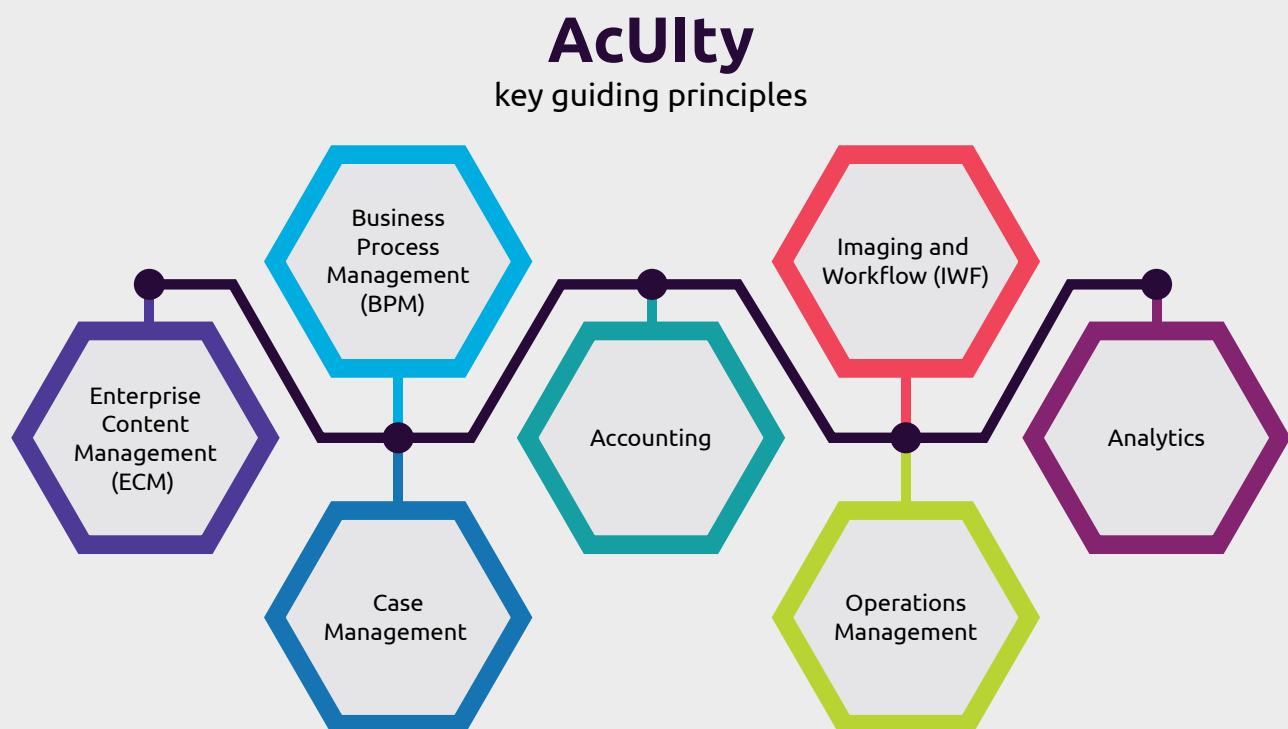 AcUIty
key guiding principles
Business
Process
Management
(BPM)
Imaging and
Workflow (IWF)
Enterprise
Content
Management
(ECM)
Accounting
Analytics
Case
Management
Operations
Management